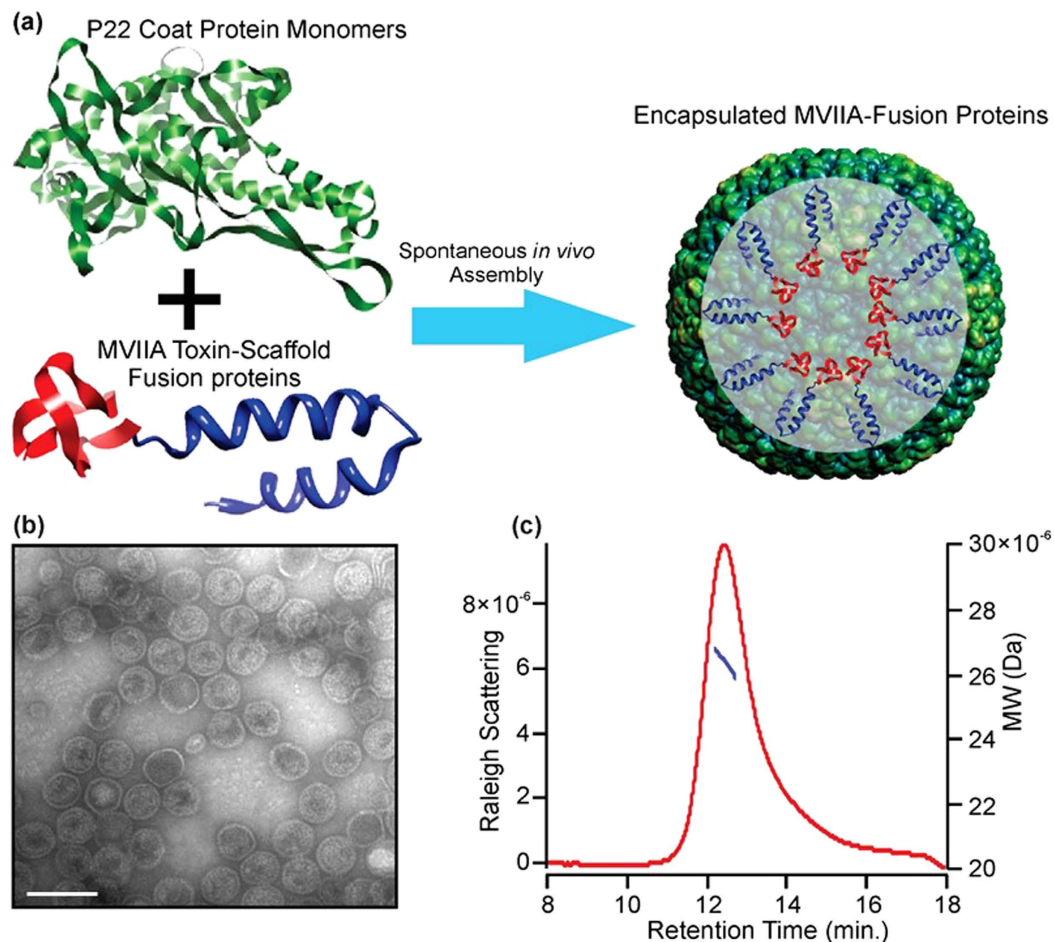 (a)
P22 Coat Protein Monomers
Encapsulated MVIIA-Fusion Proteins
Spontaneous in vivo
Assembly
MVIIA Toxin-Scaffold
Fusion proteins
(b)
(c)
30×10⁻⁶
8×10⁻⁶
28
6
26
4
24
2
22
0
20
Raleigh Scattering
MW (Da)
8
10
12
14
16
18
Retention Time (min.)